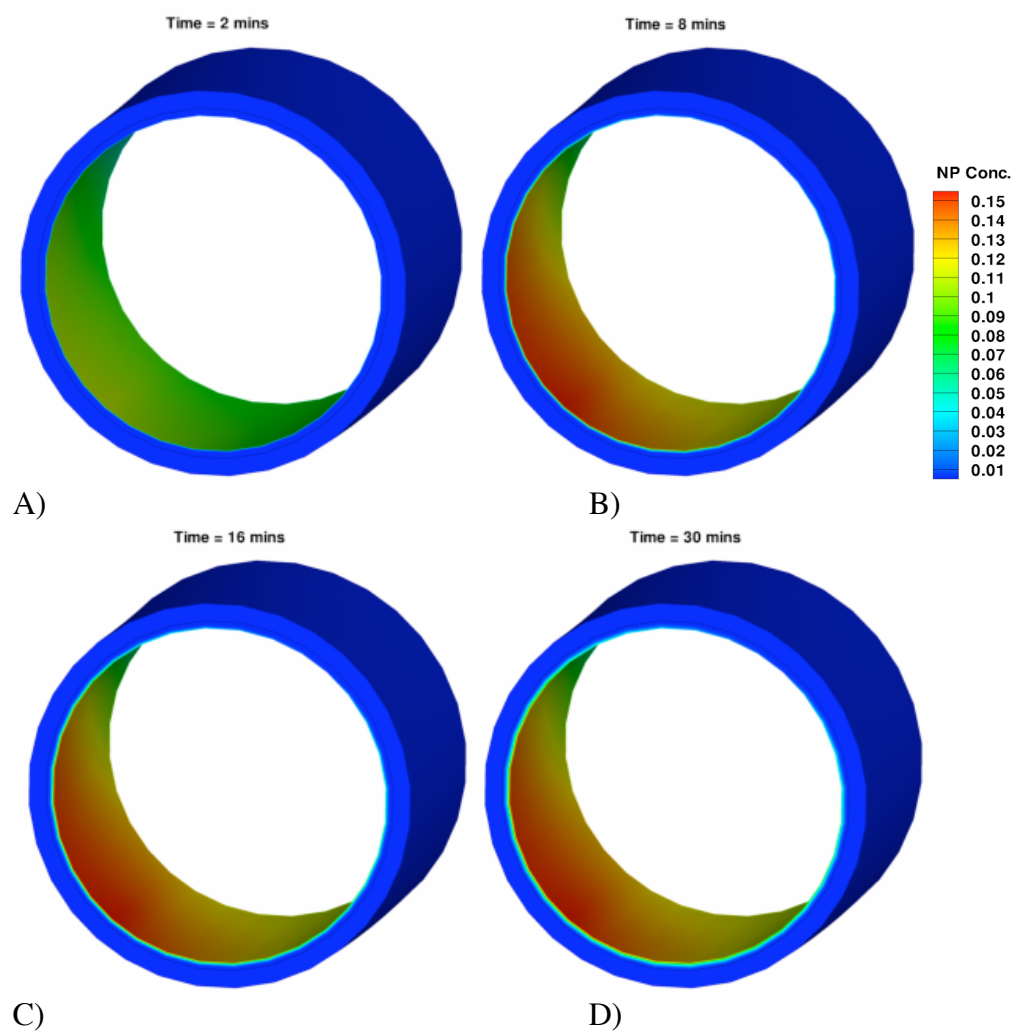 Time = 2 mins
Time = 8 mins
NP Conc.
0.15
0.14
0.13
0.12
0.1
0.09
0.08
0.07
0.06
0.05
0.04
0.03
0.02
0.01
A)
B)
Time = 16 mins
Time = 30 mins
C)
D)